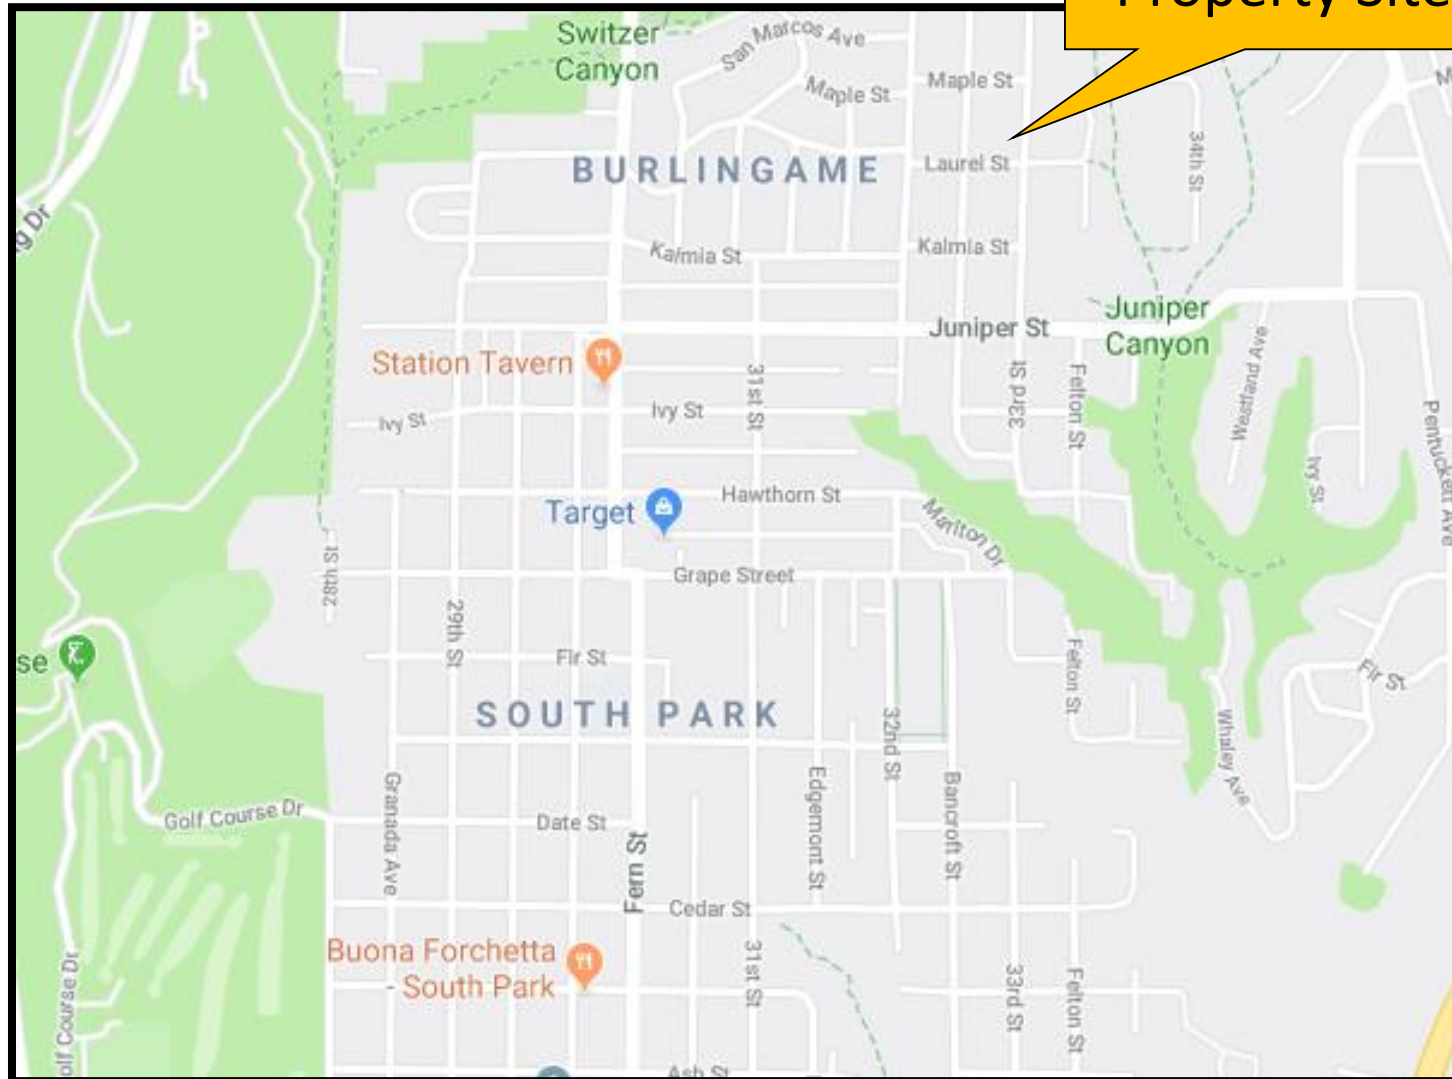 Property Site
Switzer
Canyon
San Marcos Ave
Maple St
Maple St
34th St
BURLINGAME
Laurel St
Kalmia St
Kalmia St
Juniper St
Juniper
Canyon
Station Tavern
31st St
33rd St
Felton St
Westland Ave
Ivy St
Ivy St
Ivy St
Pentuckett Ave
Target
Hawthorn St
Marlton Dr
28th St
Grape Street
29th St
Fir St
Felton St
Fir St
SOUTH PARK
32nd St
Whaley Ave
Granada Ave
Edgemont St
Bancroft St
Golf Course Dr
Date St
Fern St
Cedar St
Buona Forchetta
- South Park
31st St
33rd St
Felton St
Golf Course Dr
Ash St